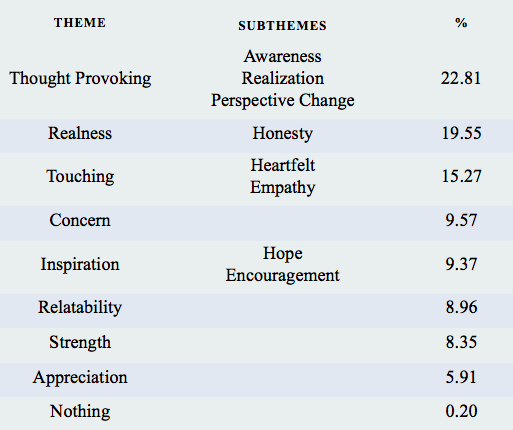 THEME SUBTHEMES %
Awareness
Thought Provoking Realization 22.81
Perspective Change
Realness Honesty 19.55
Heartfelt
Touching 15.27
Empathy
Concern 9.57
Hope
Inspiration 9.37
Encouragement
Relatability 8.96
Strength 8.35
Appreciation 5.91
Nothing 0.20